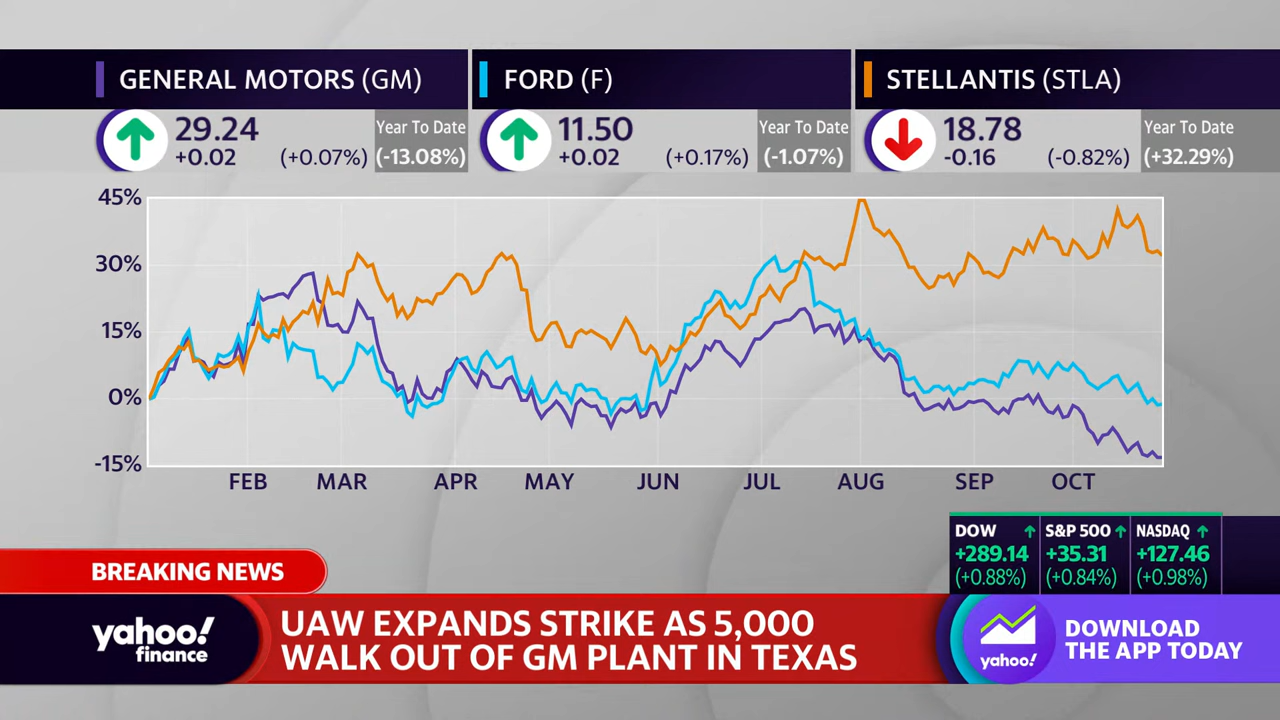 GENERAL MOTORS (GM)
29.24
+0.02 (+0.07%)
Year To Date
(-13.08%)
FORD (F)
11.50
+0.02 (+0.17%)
Year To Date
(-1.07%)
STELLANTIS (STLA)
18.78
-0.16 (-0.82%)
Year To Date
(+32.29%)
45%
30%
15%
0%
-15%
FEB MAR APR MAY JUN JUL AUG SEP OCT
DOW
+289.14
(+0.88%)
S&P 500
+35.31
(+0.84%)
NASDAQ
+127.46
(+0.98%)
BREAKING NEWS
yahoo!
finance
UAW EXPANDS STRIKE AS 5,000
WALK OUT OF GM PLANT IN TEXAS
yahoo!
DOWNLOAD
THE APP TODAY